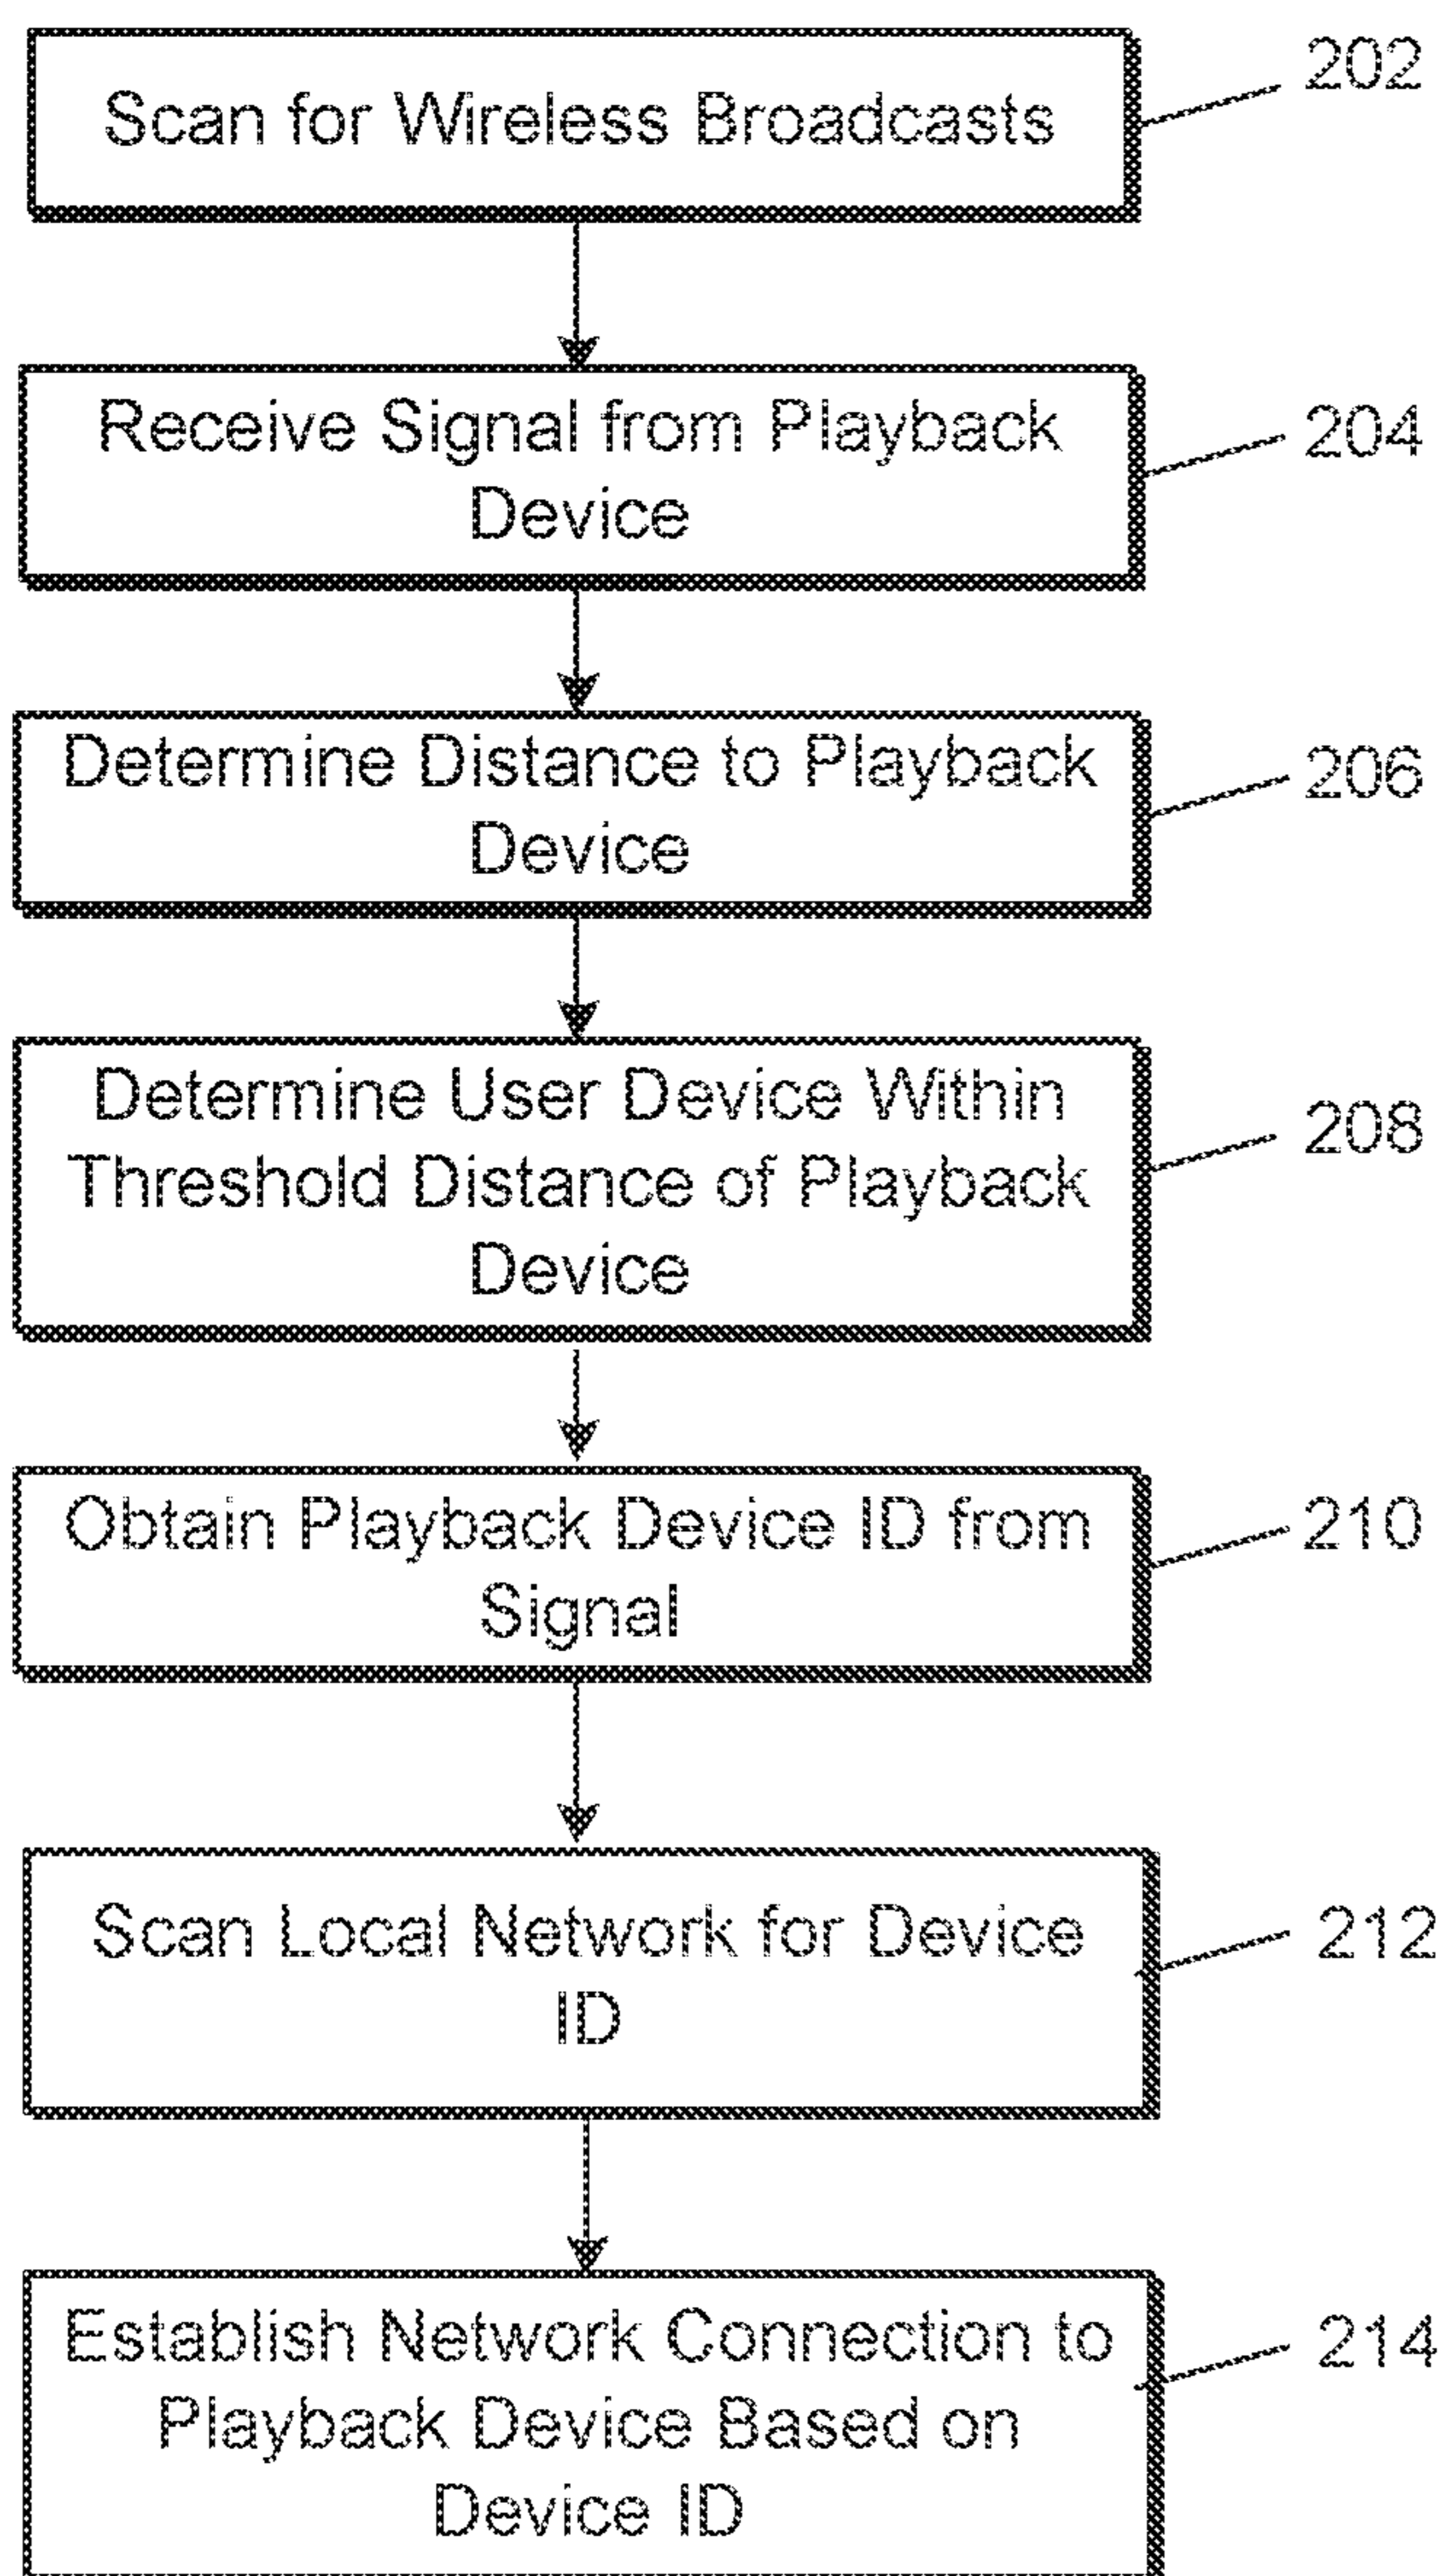 Scan for Wireless Broadcasts
202
Receive Signal from Playback
Device
204
Determine Distance to Playback
Device
206
Determine User Device Within
Threshold Distance of Playback
Device
208
Obtain Playback Device ID from
Signal
210
Scan Local Network for Device
ID
212
Establish Network Connection to
Playback Device Based on
Device ID
214